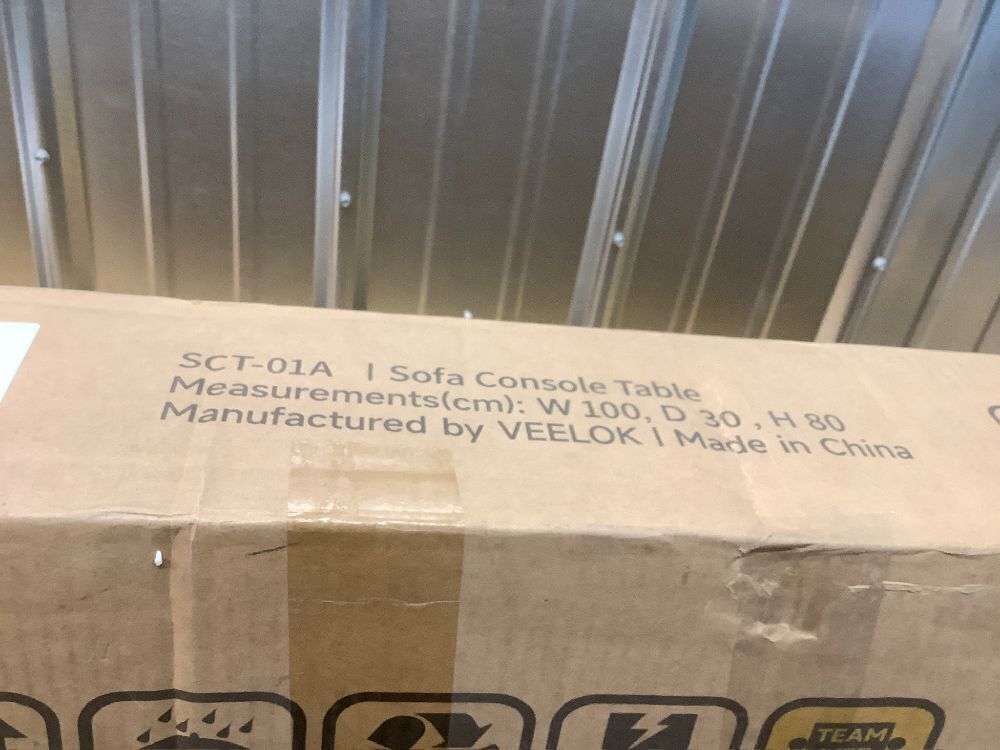 SCT-01A | Sofa Console Table
Measurements(cm): W 100, D 30 , H 80
Manufactured by VEELOK | Made in China
TEAM